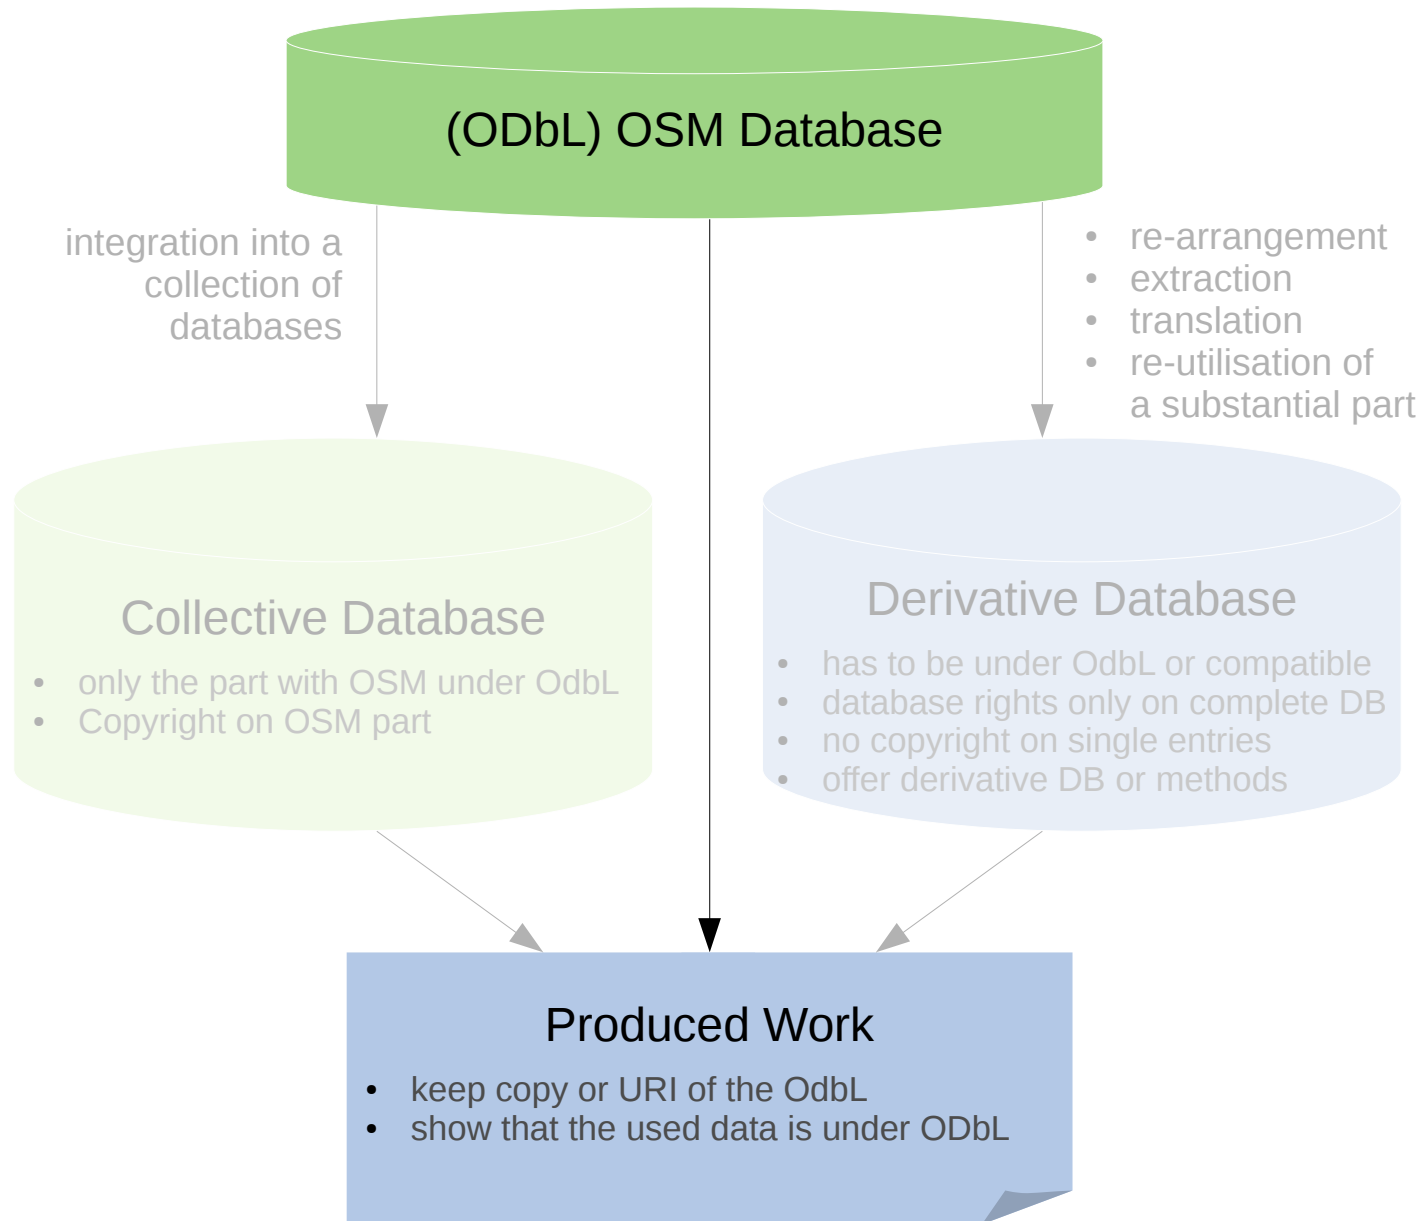 (ODbL) OSM Database
integration into a
collection of
databases
• re-arrangement
• extraction
• translation
• re-utilisation of
a substantial part
Collective Database
• only the part with OSM under OdbL
• Copyright on OSM part
Derivative Database
• has to be under OdbL or compatible
• database rights only on complete DB
• no copyright on single entries
• offer derivative DB or methods
Produced Work
• keep copy or URI of the OdbL
• show that the used data is under ODbL